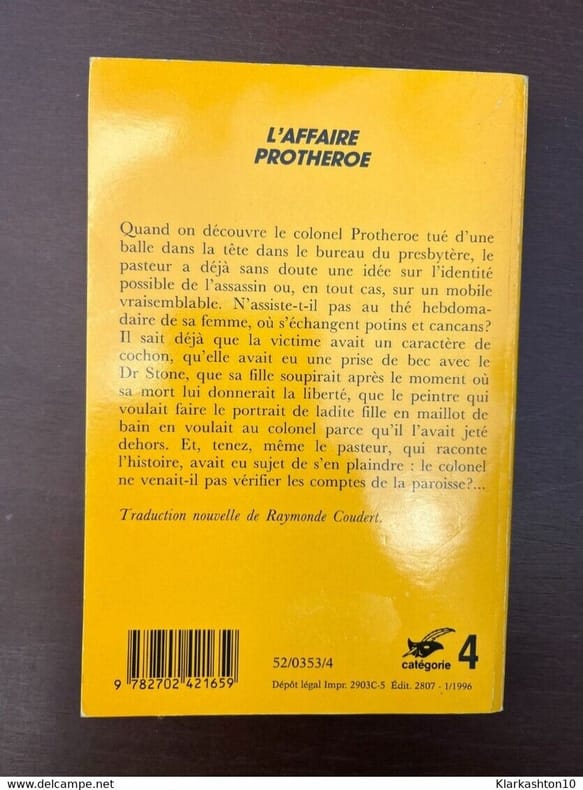 L'AFFAIRE
PROTHEROE
Quand on découvre le colonel Protheroe tué d'une
balle dans la tête dans le bureau du presbytère, le
pasteur a déjà sans doute une idée sur l'identité
possible de l'assassin ou, en tout cas, sur un mobile
vraisemblable. N'assiste-t-il pas au thé hebdoma-
daire de sa femme, où s'échangent potins et cancans?
Il sait déjà que la victime avait un caractère de
cochon, qu'elle avait eu une prise de bec avec le
Dr Stone, que sa fille soupirait après le moment où
sa mort lui donnerait la liberté, que le peintre qui
voulait faire le portrait de ladite fille en maillot de
bain en voulait au colonel parce qu'il l'avait jeté
dehors. Et, tenez, même le pasteur, qui raconte
l'histoire, avait eu sujet de s'en plaindre : le colonel
ne venait-il pas vérifier les comptes de la paroisse?...
Traduction nouvelle de Raymonde Coudert.
9 782702 421659
52/0353/4
Dépôt légal Impr. 2903C-5 Édit. 2807 - 1/1996
catégorie 4
www.delcampe.net
Klarkashton10